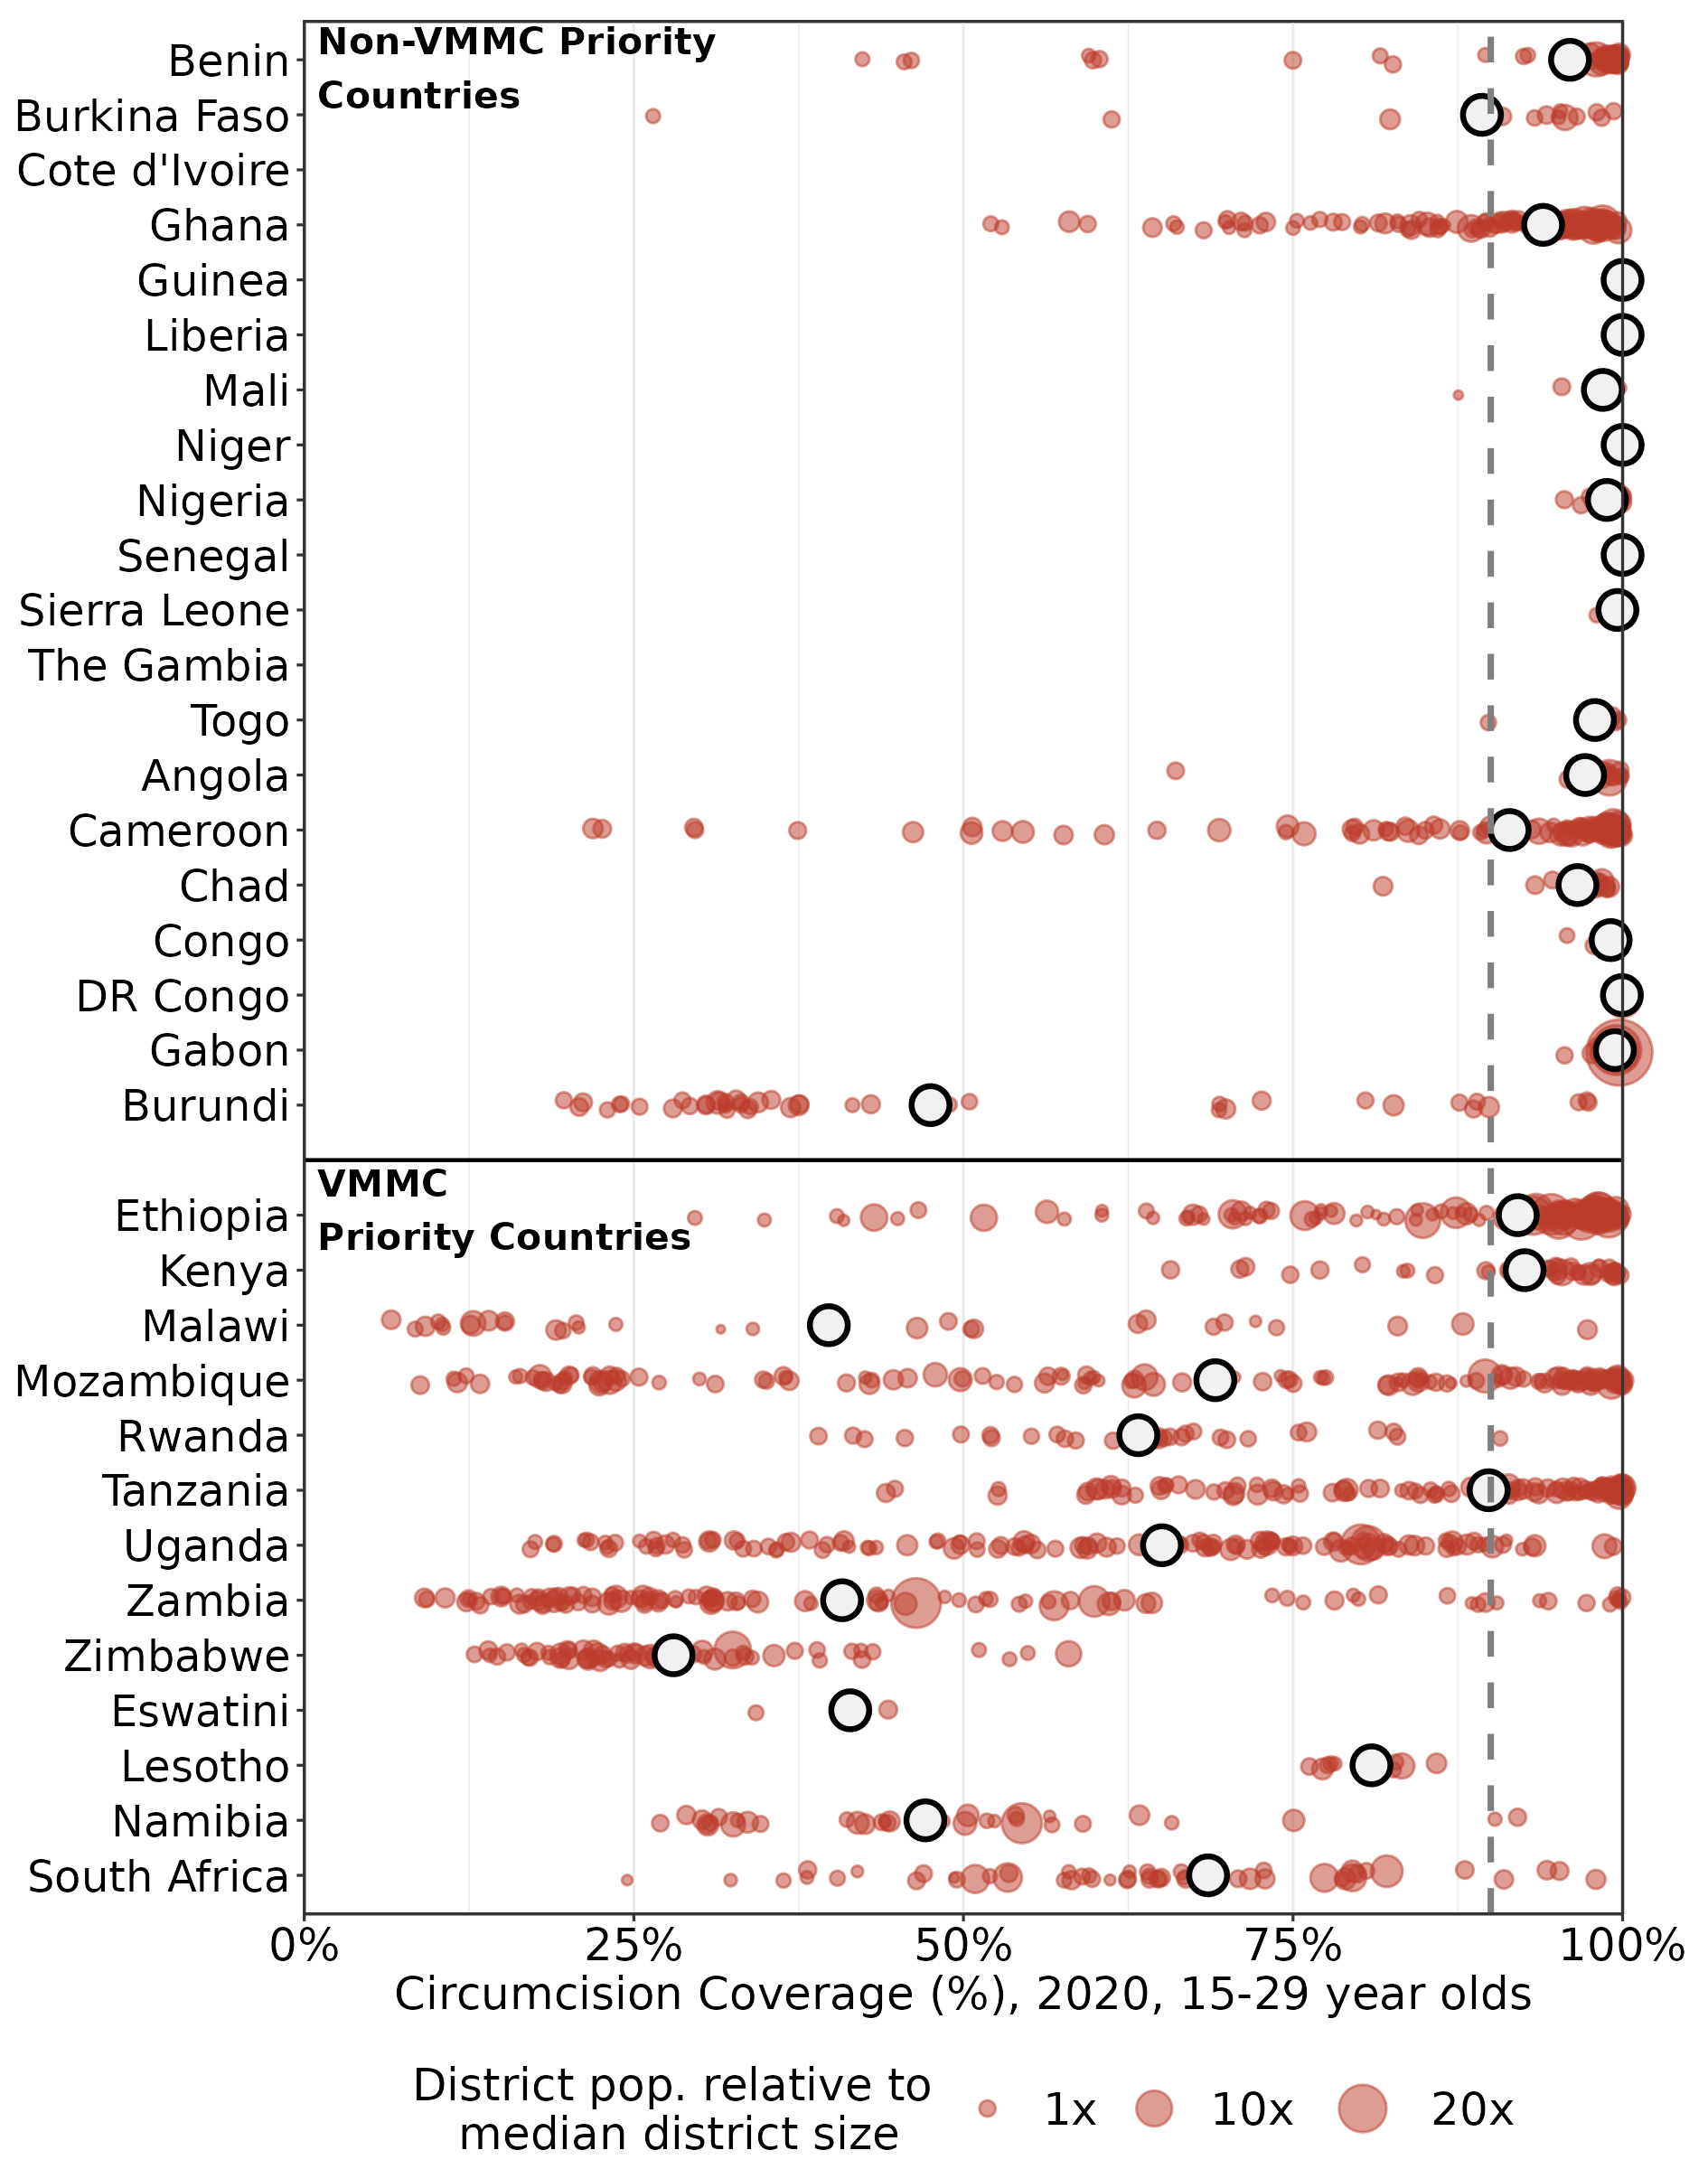 Non-VMMC Priority
Countries
Benin
Burkina Faso
Cote d'Ivoire
Ghana
Guinea
Liberia
Mali
Niger
Nigeria
Senegal
Sierra Leone
The Gambia
Togo
Angola
Cameroon
Chad
Congo
DR Congo
Gabon
Burundi
VMMC
Priority Countries
Ethiopia
Kenya
Malawi
Mozambique
Rwanda
Tanzania
Uganda
Zambia
Zimbabwe
Eswatini
Lesotho
Namibia
South Africa
0% 25% 50% 75% 100%
Circumcision Coverage (%), 2020, 15-29 year olds
District pop. relative to
median district size
1x 10x 20x